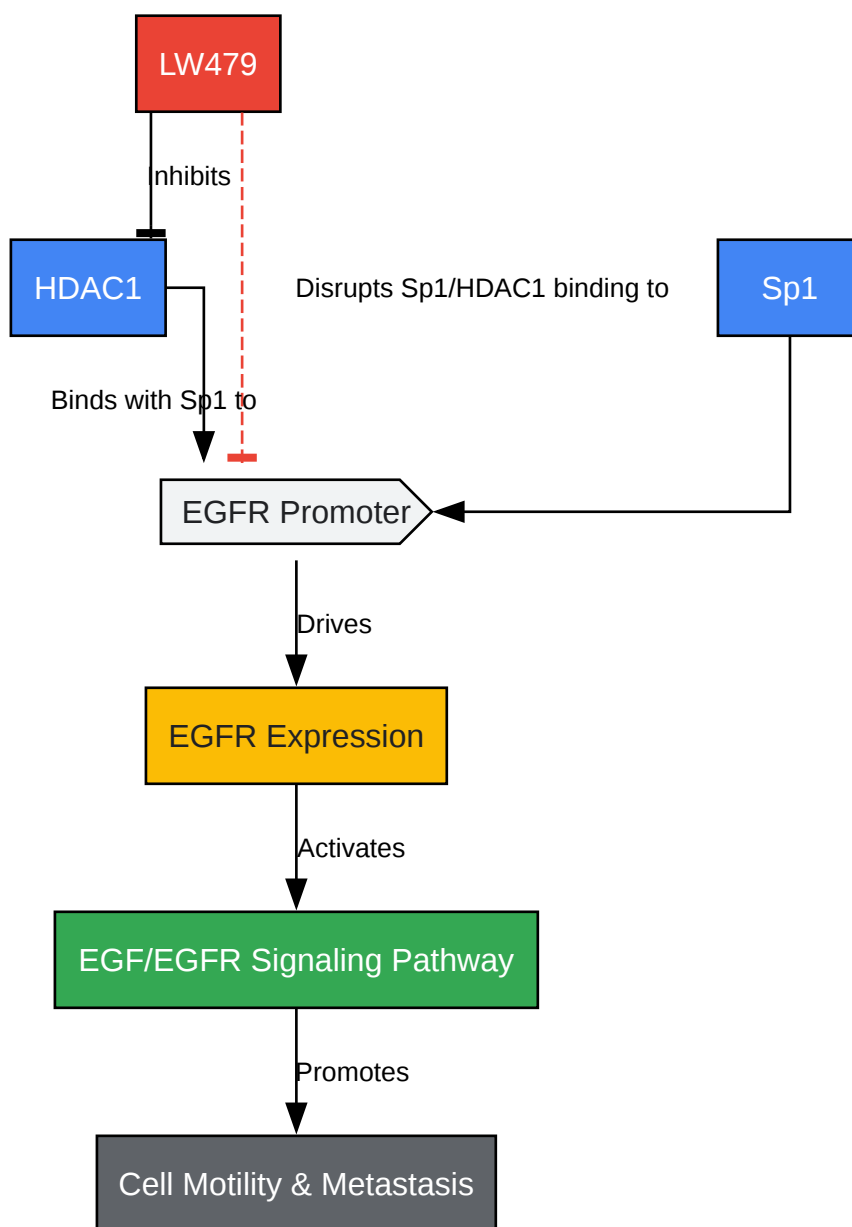 LW479
Inhibits
HDAC1
Disrupts Sp1/HDAC1 binding to
Sp1
Binds with Sp1 to
EGFR Promoter
Drives
EGFR Expression
Activates
EGF/EGFR Signaling Pathway
Promotes
Cell Motility & Metastasis